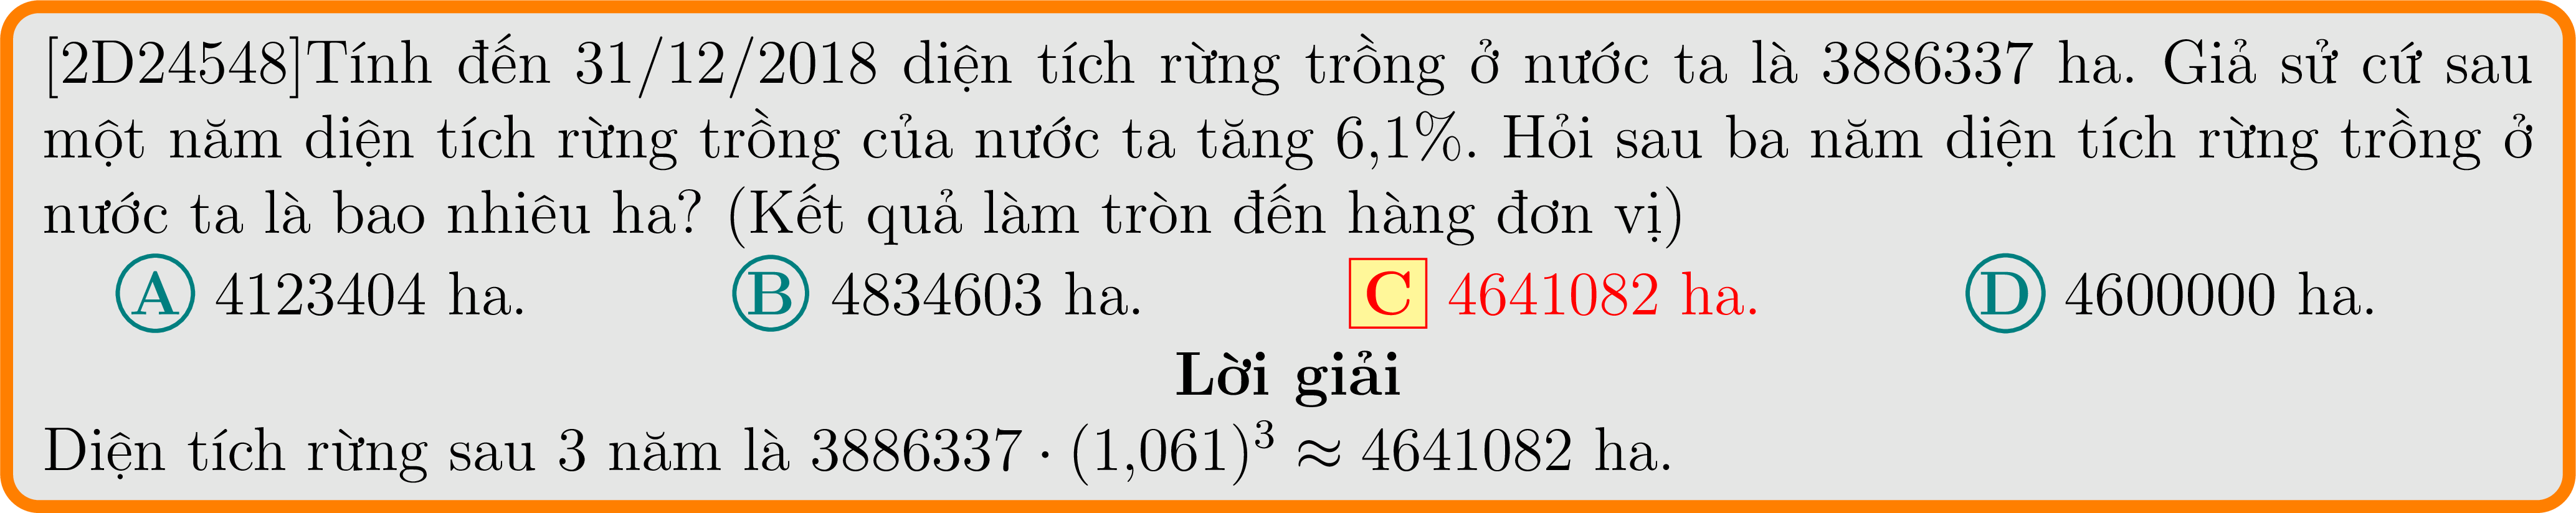 [2D24548]Tính đến 31/12/2018 diện tích rừng trồng ở nước ta là 3886337 ha. Giả sử cứ sau
một năm diện tích rừng trồng của nước ta tăng 6,1%. Hỏi sau ba năm diện tích rừng trồng ở
nước ta là bao nhiêu ha? (Kết quả làm tròn đến hàng đơn vị)
A 4123404 ha. B 4834603 ha. C 4641082 ha. D 4600000 ha.
Lời giải
Diện tích rừng sau 3 năm là 3886337 · (1,061)³ ≈ 4641082 ha.